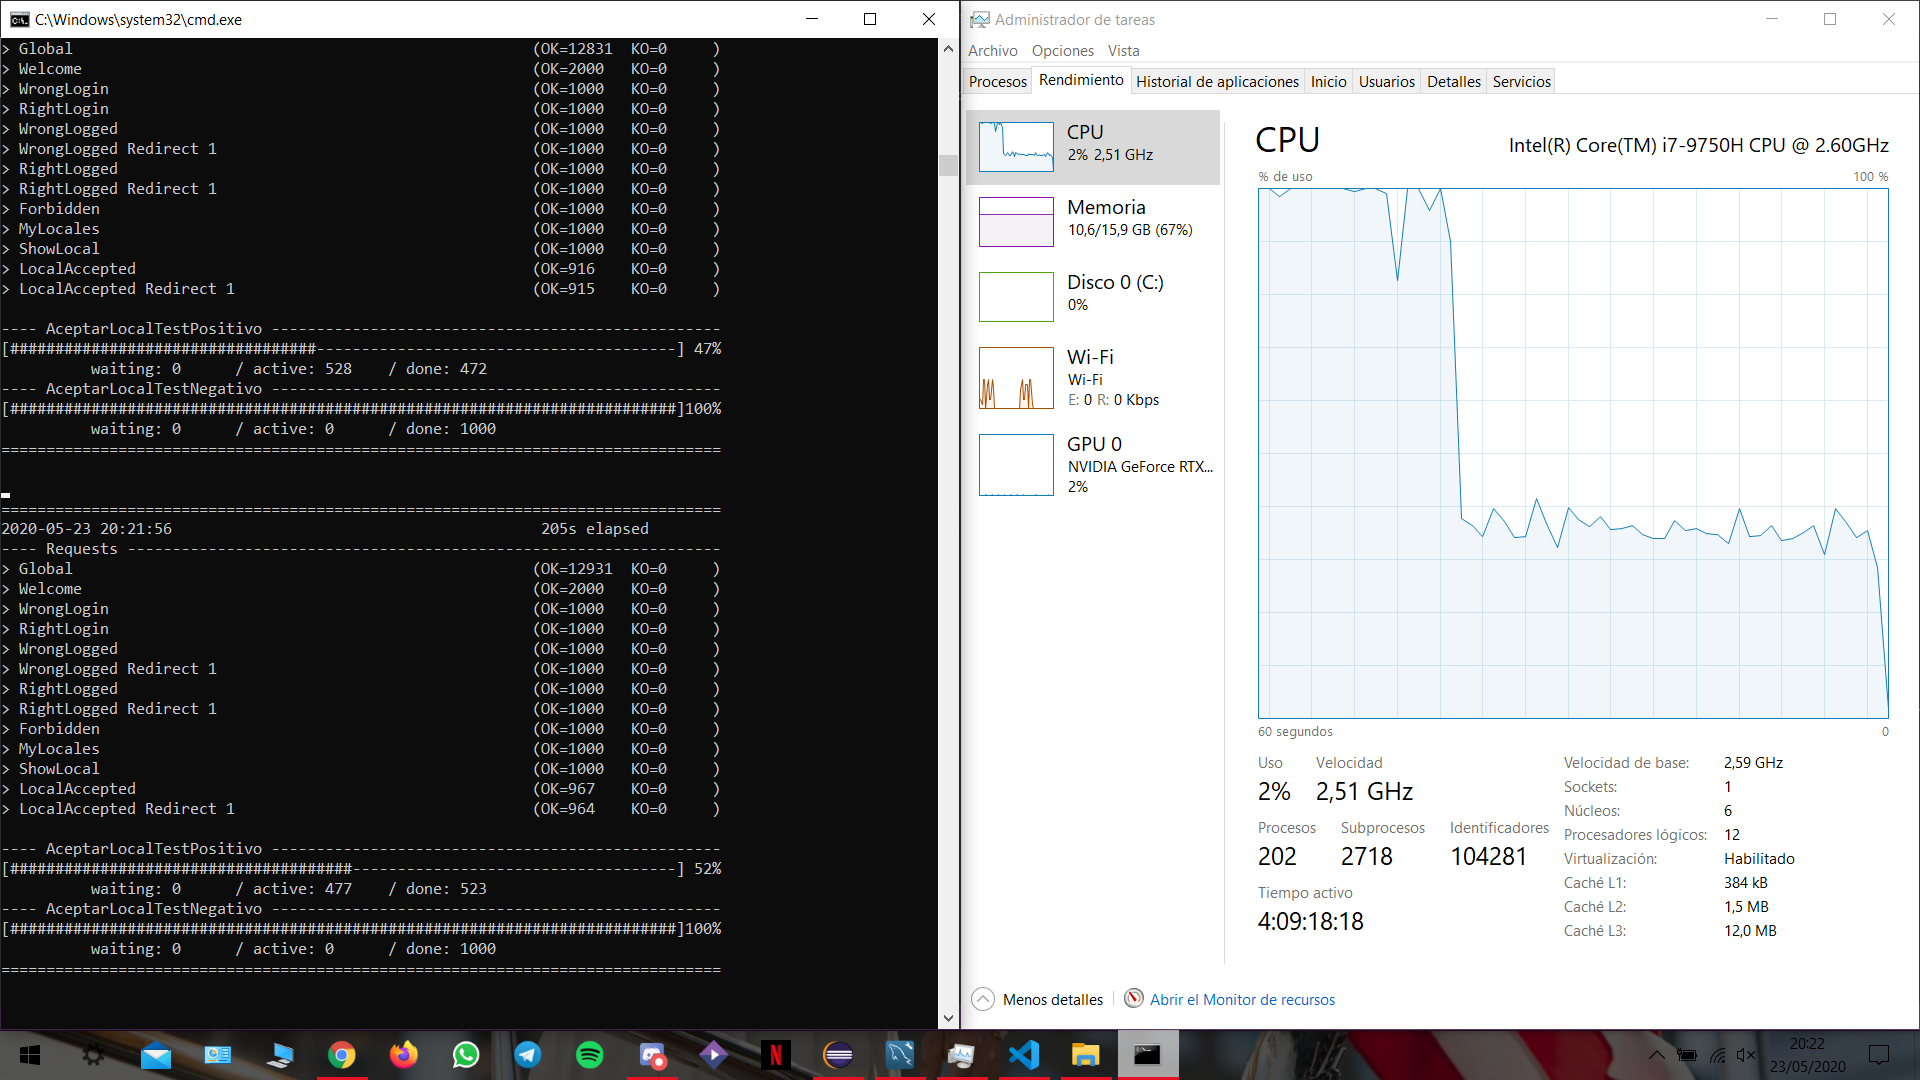 C:\Windows\system32\cmd.exe
> Global (OK=12831 KO=0 )
> Welcome (OK=2000 KO=0 )
> WrongLogin (OK=1000 KO=0 )
> RightLogin (OK=1000 KO=0 )
> WrongLogged (OK=1000 KO=0 )
> WrongLogged Redirect 1 (OK=1000 KO=0 )
> RightLogged (OK=1000 KO=0 )
> RightLogged Redirect 1 (OK=1000 KO=0 )
> Forbidden (OK=1000 KO=0 )
> MyLocales (OK=1000 KO=0 )
> ShowLocal (OK=1000 KO=0 )
> LocalAccepted (OK=916 KO=0 )
> LocalAccepted Redirect 1 (OK=915 KO=0 )
---- AceptarLocalTestPositivo --------------------------------------------------
[##################################----------------------------------------] 47%
waiting: 0 / active: 528 / done: 472
---- AceptarLocalTestNegativo --------------------------------------------------
[##########################################################################]100%
waiting: 0 / active: 0 / done: 1000
================================================================================
================================================================================
2020-05-23 20:21:56 205s elapsed
---- Requests ------------------------------------------------------------------
> Global (OK=12931 KO=0 )
> Welcome (OK=2000 KO=0 )
> WrongLogin (OK=1000 KO=0 )
> RightLogin (OK=1000 KO=0 )
> WrongLogged (OK=1000 KO=0 )
> WrongLogged Redirect 1 (OK=1000 KO=0 )
> RightLogged (OK=1000 KO=0 )
> RightLogged Redirect 1 (OK=1000 KO=0 )
> Forbidden (OK=1000 KO=0 )
> MyLocales (OK=1000 KO=0 )
> ShowLocal (OK=1000 KO=0 )
> LocalAccepted (OK=967 KO=0 )
> LocalAccepted Redirect 1 (OK=964 KO=0 )
---- AceptarLocalTestPositivo --------------------------------------------------
[######################################------------------------------------] 52%
waiting: 0 / active: 477 / done: 523
---- AceptarLocalTestNegativo --------------------------------------------------
[##########################################################################]100%
waiting: 0 / active: 0 / done: 1000
================================================================================
Administrador de tareas
Archivo Opciones Vista
Procesos Rendimiento Historial de aplicaciones Inicio Usuarios Detalles Servicios
CPU
2% 2,51 GHz
Memoria
10,6/15,9 GB (67%)
Disco 0 (C:)
0%
Wi-Fi
Wi-Fi
E: 0 R: 0 Kbps
GPU 0
NVIDIA GeForce RTX...
2%
CPU Intel(R) Core(TM) i7-9750H CPU @ 2.60GHz
% de uso 100 %
60 segundos 0
Uso Velocidad
2% 2,51 GHz
Procesos Subprocesos Identificadores
202 2718 104281
Tiempo activo
4:09:18:18
Velocidad de base: 2,59 GHz
Sockets: 1
Núcleos: 6
Procesadores lógicos: 12
Virtualización: Habilitado
Caché L1: 384 kB
Caché L2: 1,5 MB
Caché L3: 12,0 MB
Menos detalles Abrir el Monitor de recursos
20:22
23/05/2020